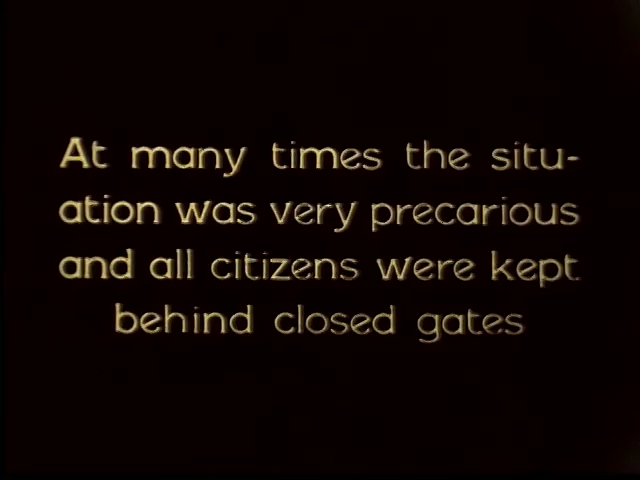 At many times the situ-
ation was very precarious
and all citizens were kept
behind closed gates